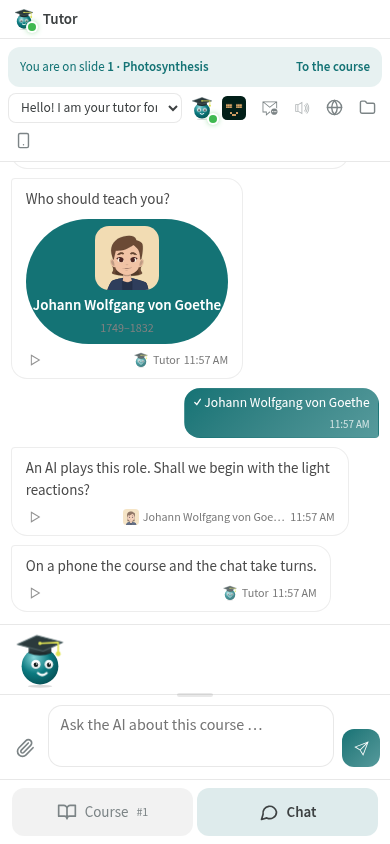 Tutor
You are on slide 1 · Photosynthesis
To the course
Hello! I am your tutor for
Who should teach you?
Johann Wolfgang von Goethe
1749–1832
Tutor 11:57 AM
✓ Johann Wolfgang von Goethe
11:57 AM
An AI plays this role. Shall we begin with the light
reactions?
Johann Wolfgang von Goe… 11:57 AM
On a phone the course and the chat take turns.
Tutor 11:57 AM
Ask the AI about this course …
Course #1
Chat